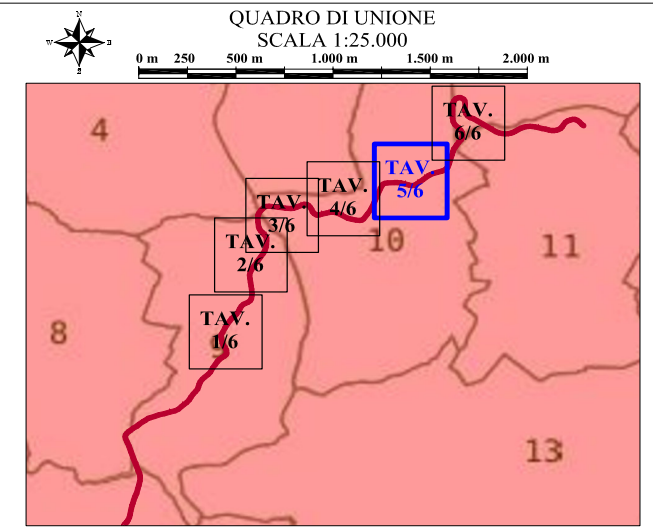 QUADRO DI UNIONE
SCALA 1:25.000
N
W E
S
0 m 250 500 m 1.000 m 1.500 m 2.000 m
4
TAV. 6/6
TAV 5/6
TAV. 4/6
TAV. 3/6
10
11
TAV. 2/6
8
TAV. 1/6
9
13